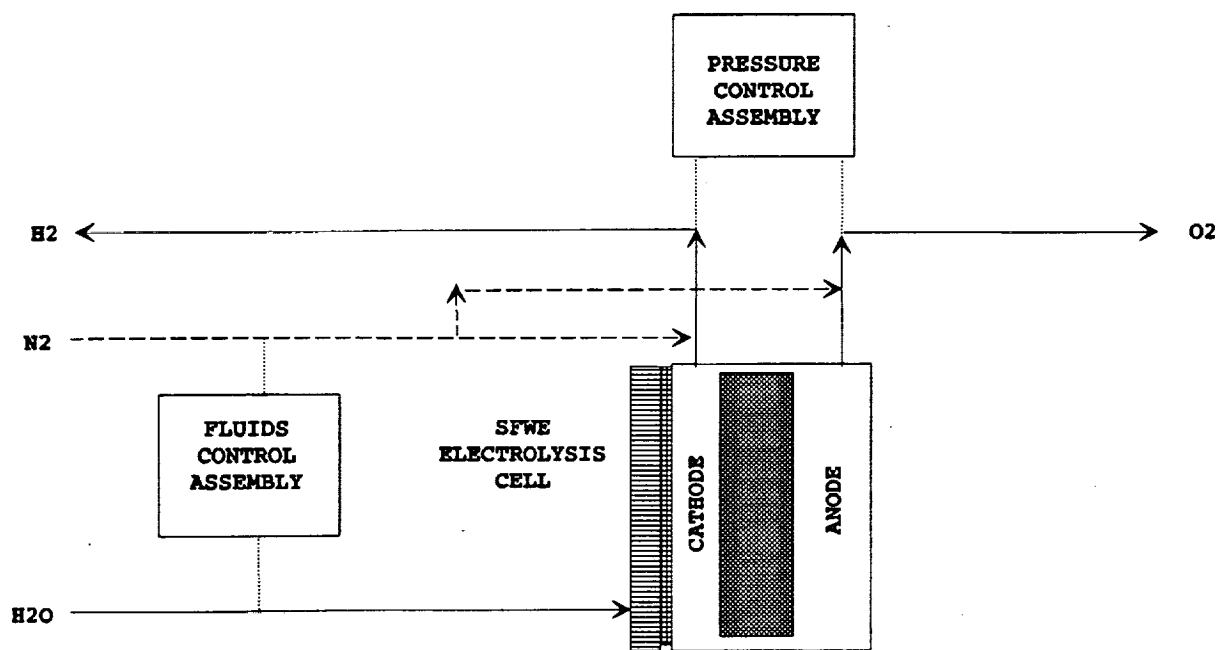 PRESSURE
CONTROL
ASSEMBLY
H2
O2
N2
FLUIDS
CONTROL
ASSEMBLY
SFWE
ELECTROLYSIS
CELL
CATHODE
ANODE
H2O